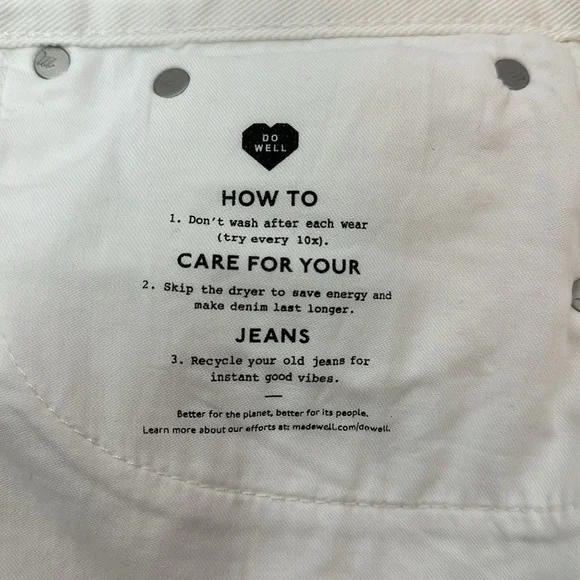 DO
WELL
HOW TO
1. Don't wash after each wear
(try every 10x).
CARE FOR YOUR
2. Skip the dryer to save energy and
make denim last longer.
JEANS
3. Recycle your old jeans for
instant good vibes.
Better for the planet, better for its people.
Learn more about our efforts at: madewell.com/dowell.